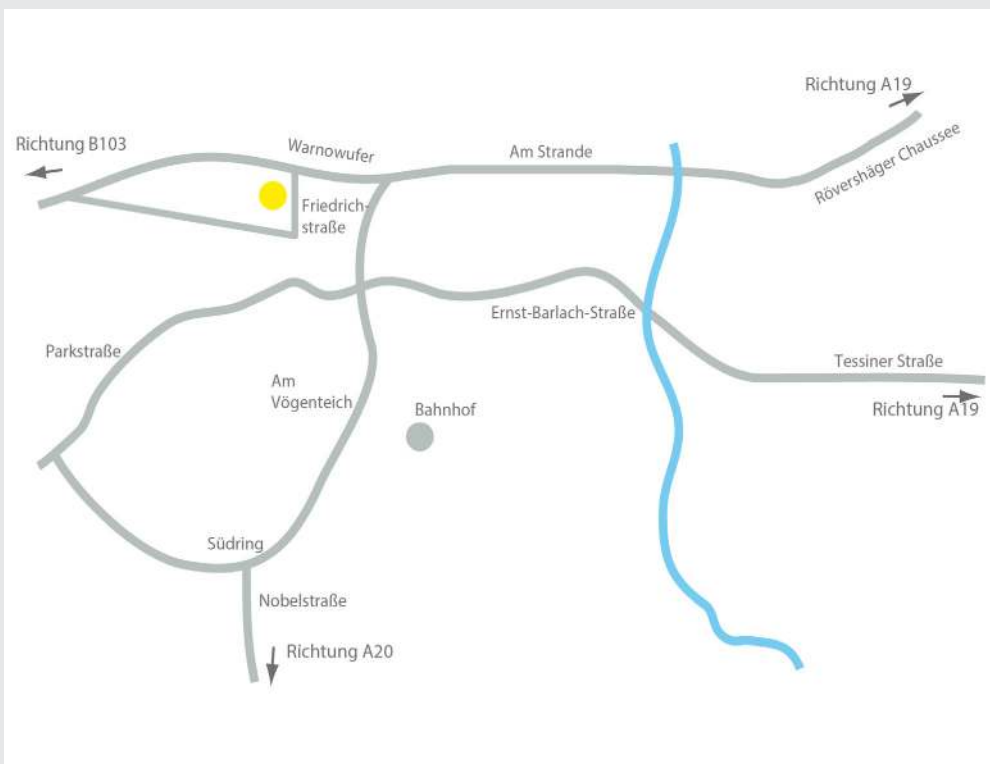 Richtung A19
Richtung B103
Warnowufer
Am Strande
Rövershäger Chaussee
Friedrich-
straße
Ernst-Barlach-Straße
Parkstraße
Tessiner Straße
Am
Vögenteich
Bahnhof
Richtung A19
Südring
Nobelstraße
Richtung A20